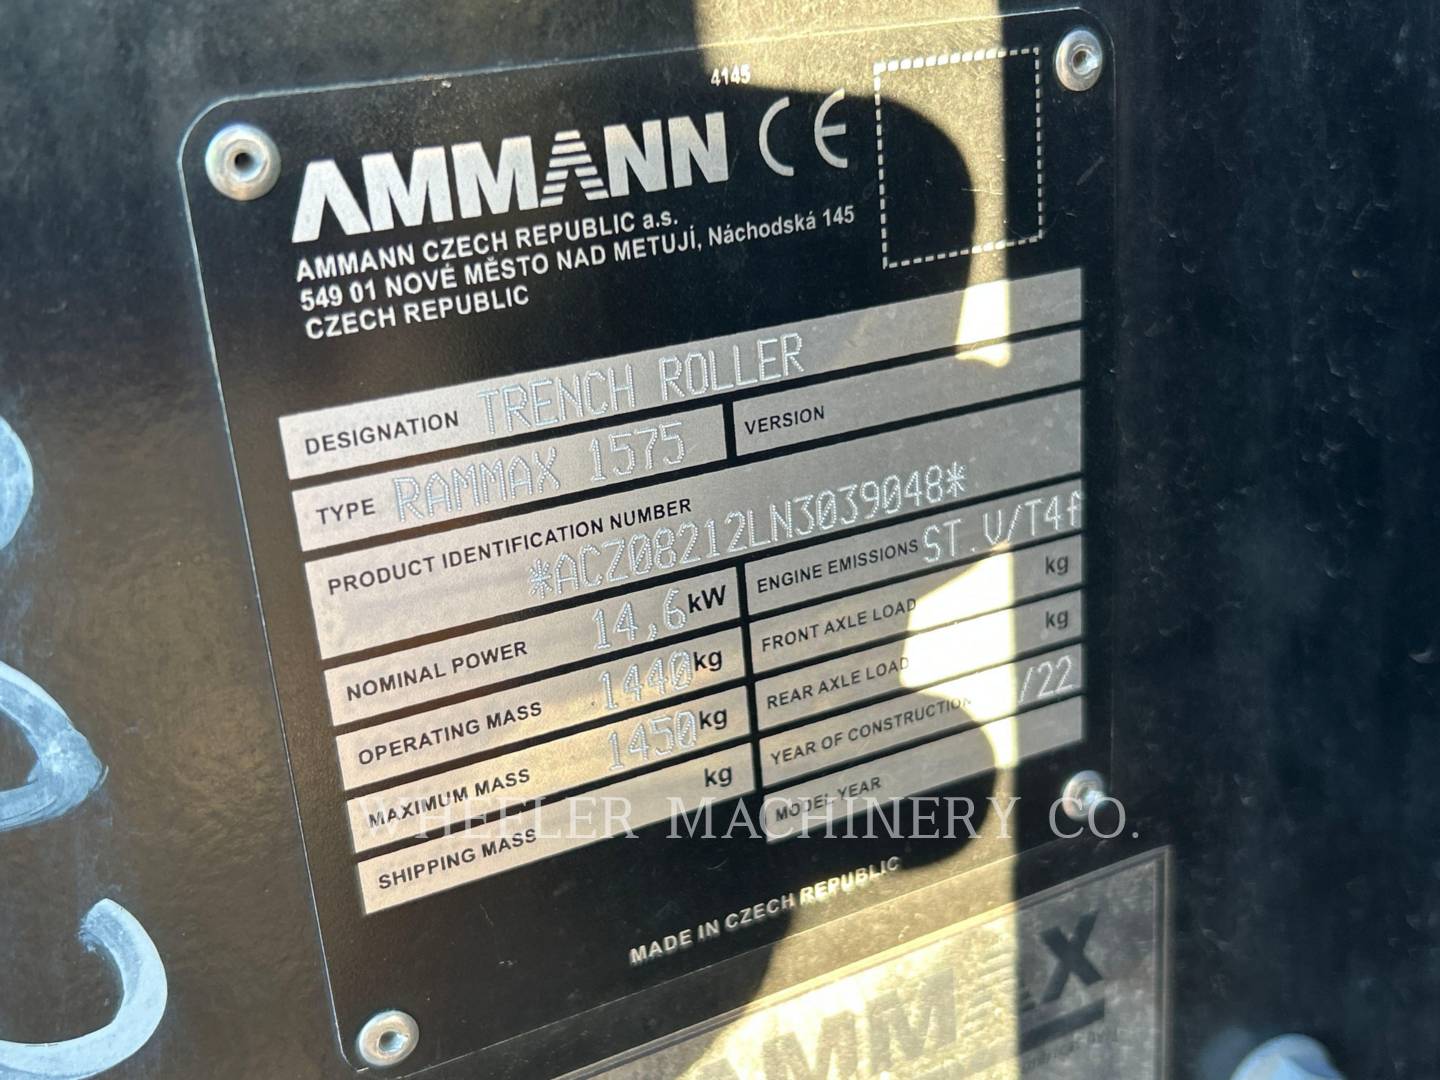 4145
AMMANN CE
AMMANN CZECH REPUBLIC a.s.
549 01 NOVÉ MĚSTO NAD METUJÍ, Náchodská 145
CZECH REPUBLIC
DESIGNATION TRENCH ROLLER
TYPE RAMMAX 1575 VERSION
PRODUCT IDENTIFICATION NUMBER
*ACZ08212LN3039048*
NOMINAL POWER 14,6 kW ENGINE EMISSIONS ST.V/T4f
OPERATING MASS 1440 kg FRONT AXLE LOAD kg
MAXIMUM MASS 1450 kg REAR AXLE LOAD kg
SHIPPING MASS kg YEAR OF CONSTRUCTION /22
MODEL YEAR
WHEELER MACHINERY CO.
MADE IN CZECH REPUBLIC